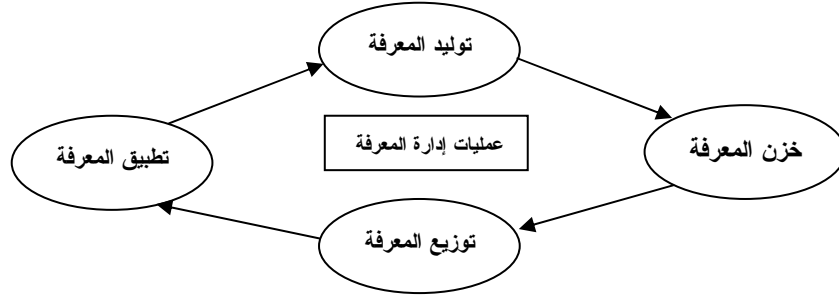 توليد المعرفة
خزن المعرفة
عمليات إدارة المعرفة
تطبيق المعرفة
توزيع المعرفة